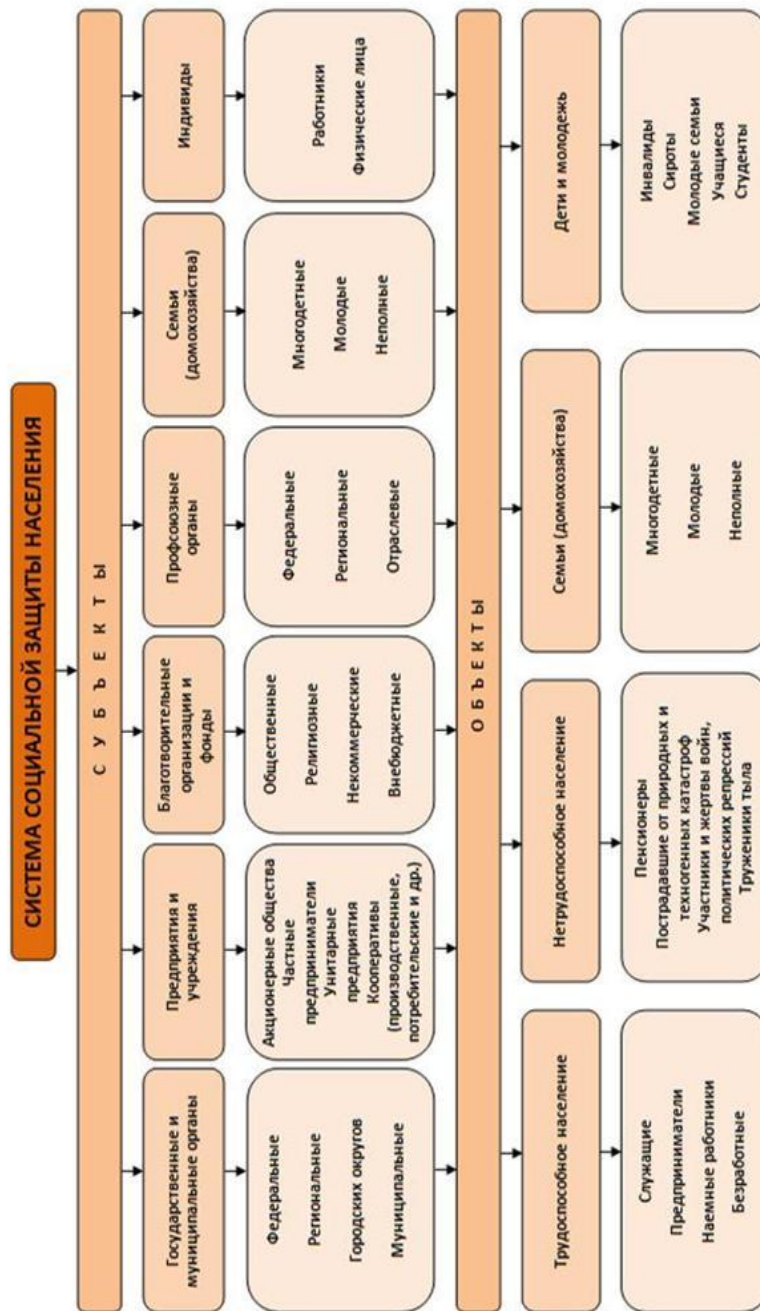 СИСТЕМА СОЦИАЛЬНОЙ ЗАЩИТЫ НАСЕЛЕНИЯ
СУБЪЕКТЫ
Государственные и
муниципальные органы
Предприятия и
учреждения
Благотворительные
организации и
фонды
Профсоюзные
органы
Семьи
(домохозяйства)
Индивиды
Федеральные
Региональные
Городских округов
Муниципальные
Акционерные общества
Частные
предприниматели
Унитарные
предприятия
Кооперативы
(производственные,
потребительские и др.)
Общественные
Религиозные
Некоммерческие
Внебюджетные
Федеральные
Региональные
Отраслевые
Многодетные
Молодые
Неполные
Работники
Физические лица
ОБЪЕКТЫ
Трудоспособное население
Нетрудоспособное население
Семьи (домохозяйства)
Дети и молодежь
Служащие
Предприниматели
Наемные работники
Безработные
Пенсионеры
Пострадавшие от природных и
техногенных катастроф
Участники и жертвы войн,
политических репрессий
Труженики тыла
Многодетные
Молодые
Неполные
Инвалиды
Сироты
Молодые семьи
Учащиеся
Студенты